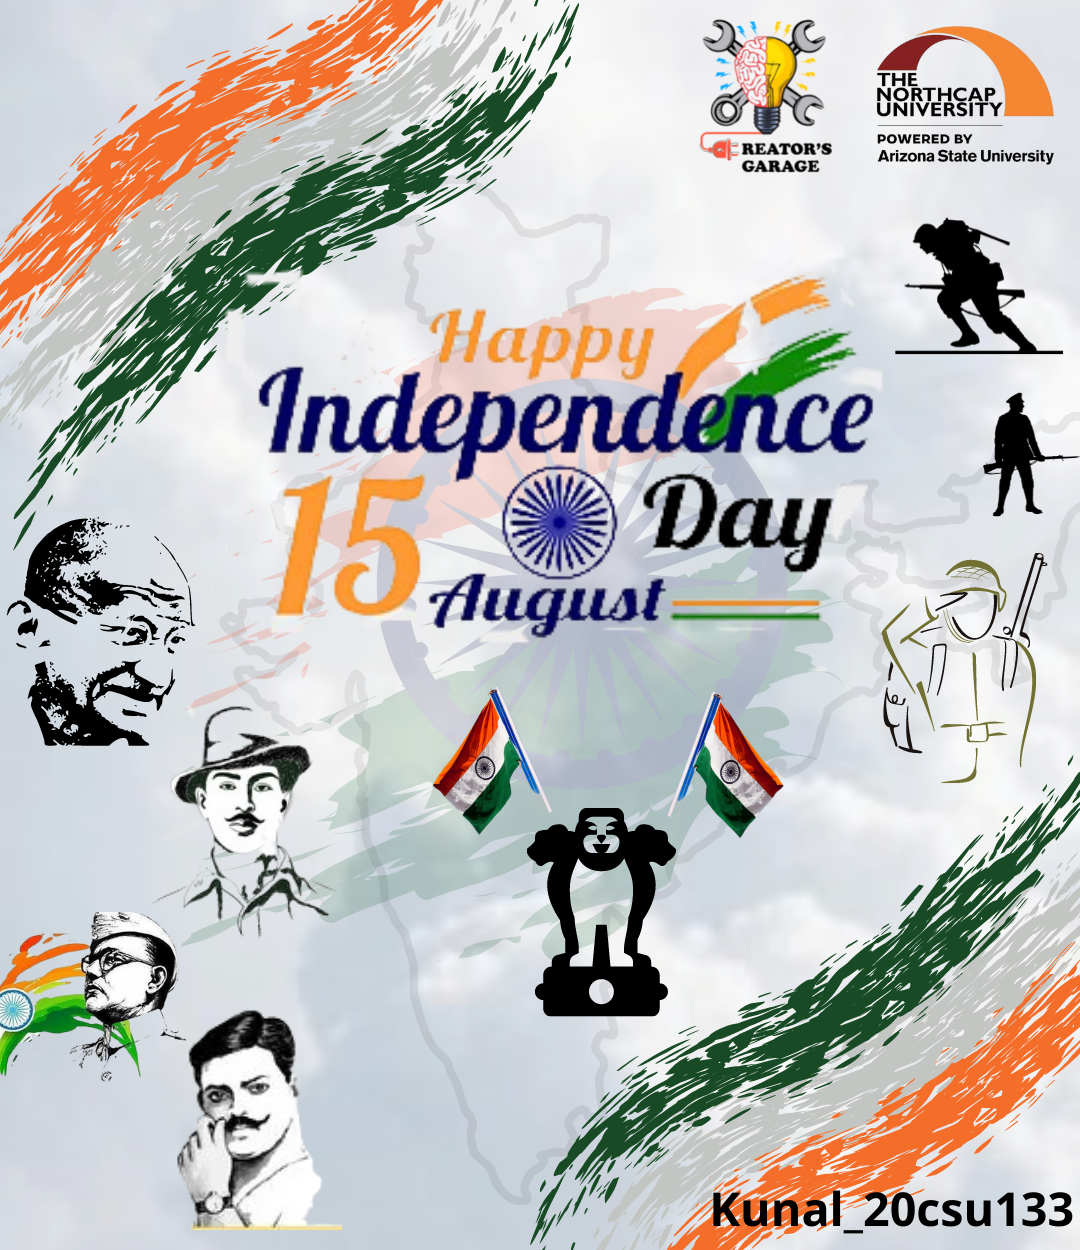 REATOR'S
GARAGE
THE
NORTHCAP
UNIVERSITY
POWERED BY
Arizona State University
Happy
Independence
15
Day
August
Kunal_20csu133